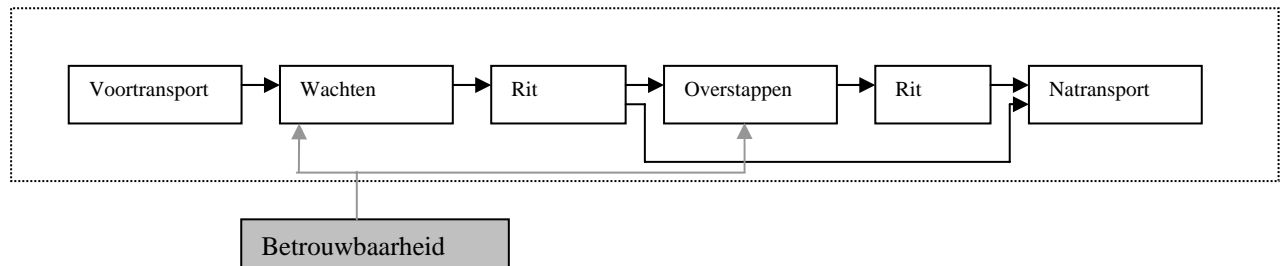 Voortransport
Wachten
Rit
Overstappen
Rit
Natransport
Betrouwbaarheid